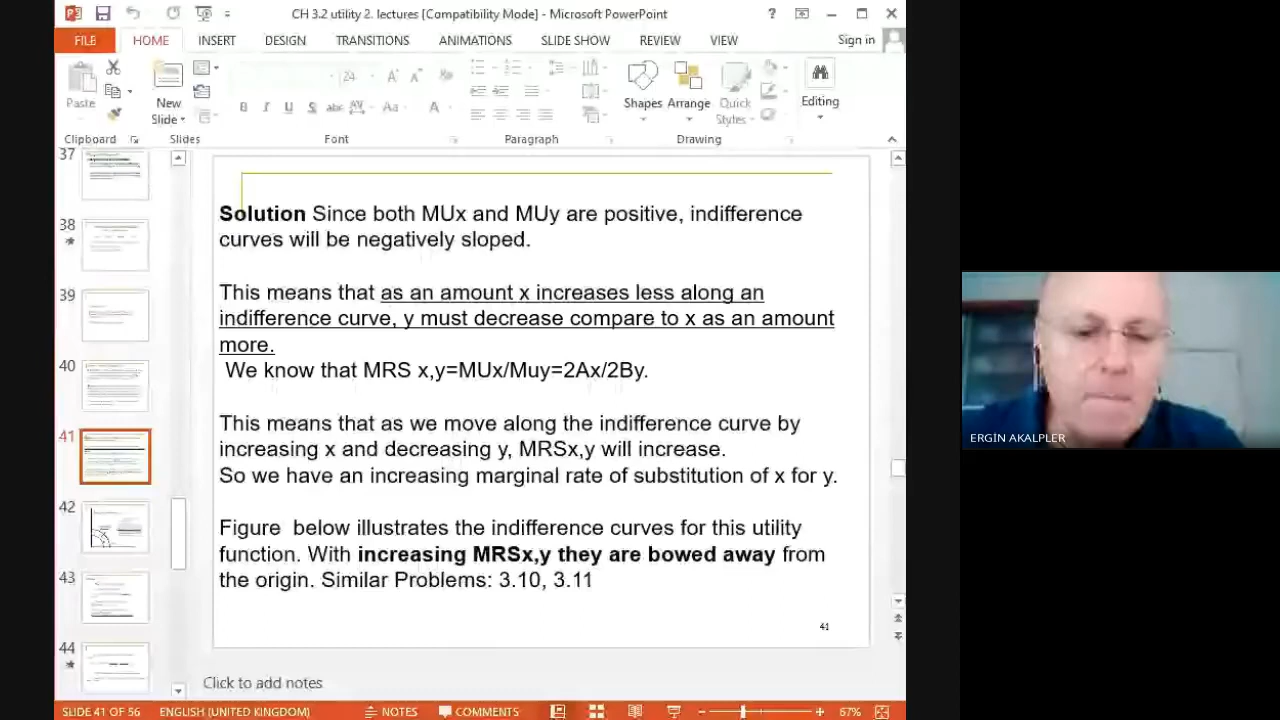 CH 3.2 utility 2. lectures [Compatibility Mode] - Microsoft PowerPoint
FILE HOME INSERT DESIGN TRANSITIONS ANIMATIONS SLIDE SHOW REVIEW VIEW Sign in
24
Paste New Slide Shapes Arrange Quick Styles Editing
Clipboard Slides Font Paragraph Drawing
37
38
39
40
41
42
43
44
Solution Since both MUx and MUy are positive, indifference
curves will be negatively sloped.
This means that as an amount x increases less along an
indifference curve, y must decrease compare to x as an amount
more.
We know that MRS x,y=MUx/Muy=2Ax/2By.
This means that as we move along the indifference curve by
increasing x and decreasing y, MRSx,y will increase.
So we have an increasing marginal rate of substitution of x for y.
Figure below illustrates the indifference curves for this utility
function. With increasing MRSx,y they are bowed away from
the origin. Similar Problems: 3.10, 3.11
41
Click to add notes
SLIDE 41 OF 56 ENGLISH (UNITED KINGDOM) NOTES COMMENTS 67%
ERGİN AKALPLER